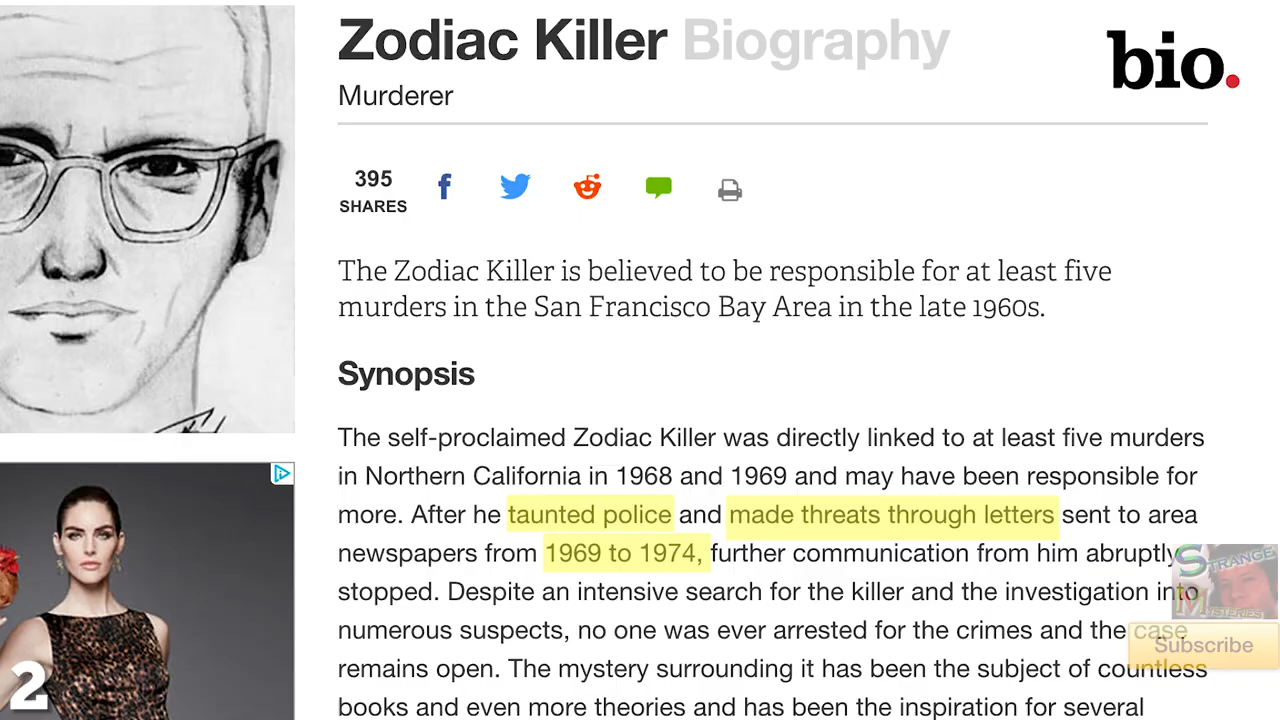 Zodiac Killer Biography
bio.
Murderer
395
SHARES
The Zodiac Killer is believed to be responsible for at least five
murders in the San Francisco Bay Area in the late 1960s.
Synopsis
The self-proclaimed Zodiac Killer was directly linked to at least five murders
in Northern California in 1968 and 1969 and may have been responsible for
more. After he taunted police and made threats through letters sent to area
newspapers from 1969 to 1974, further communication from him abruptly
stopped. Despite an intensive search for the killer and the investigation into
numerous suspects, no one was ever arrested for the crimes and the case
remains open. The mystery surrounding it has been the subject of countless
books and even more theories and has been the inspiration for several
STRANGE
MYSTERIES!
Subscribe
2